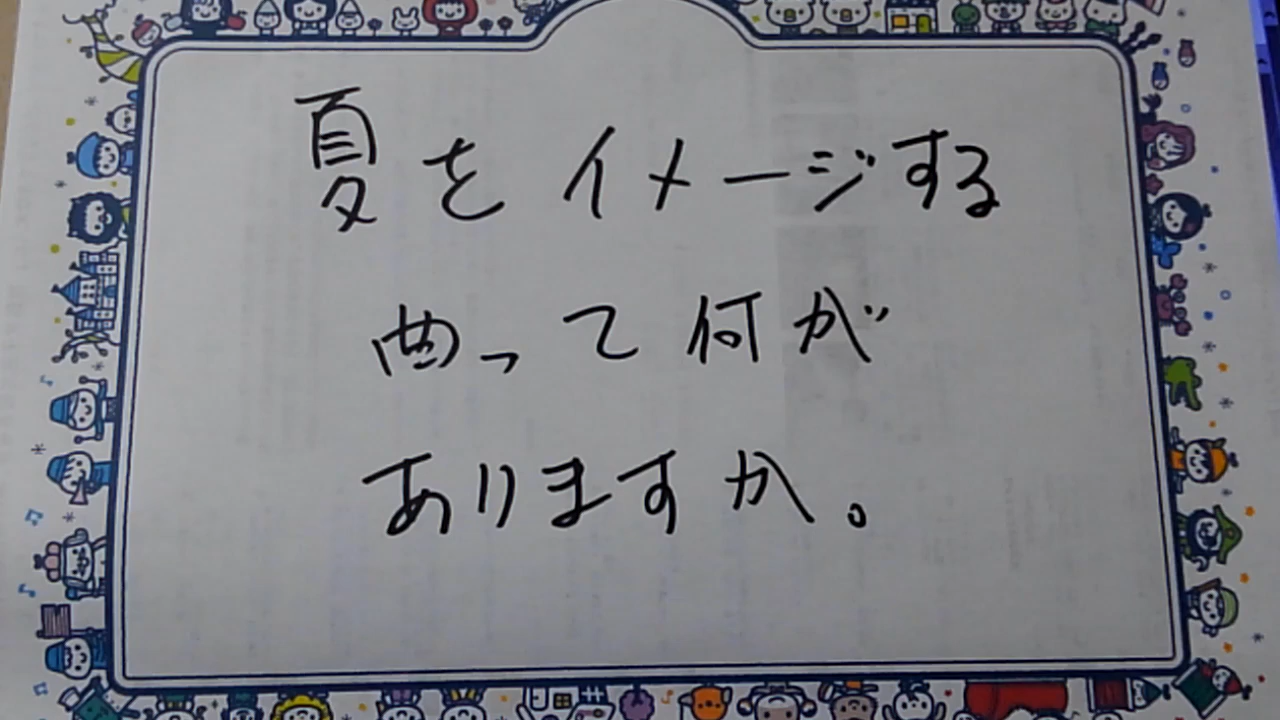 夏をイメージする
曲って何が
ありますか。